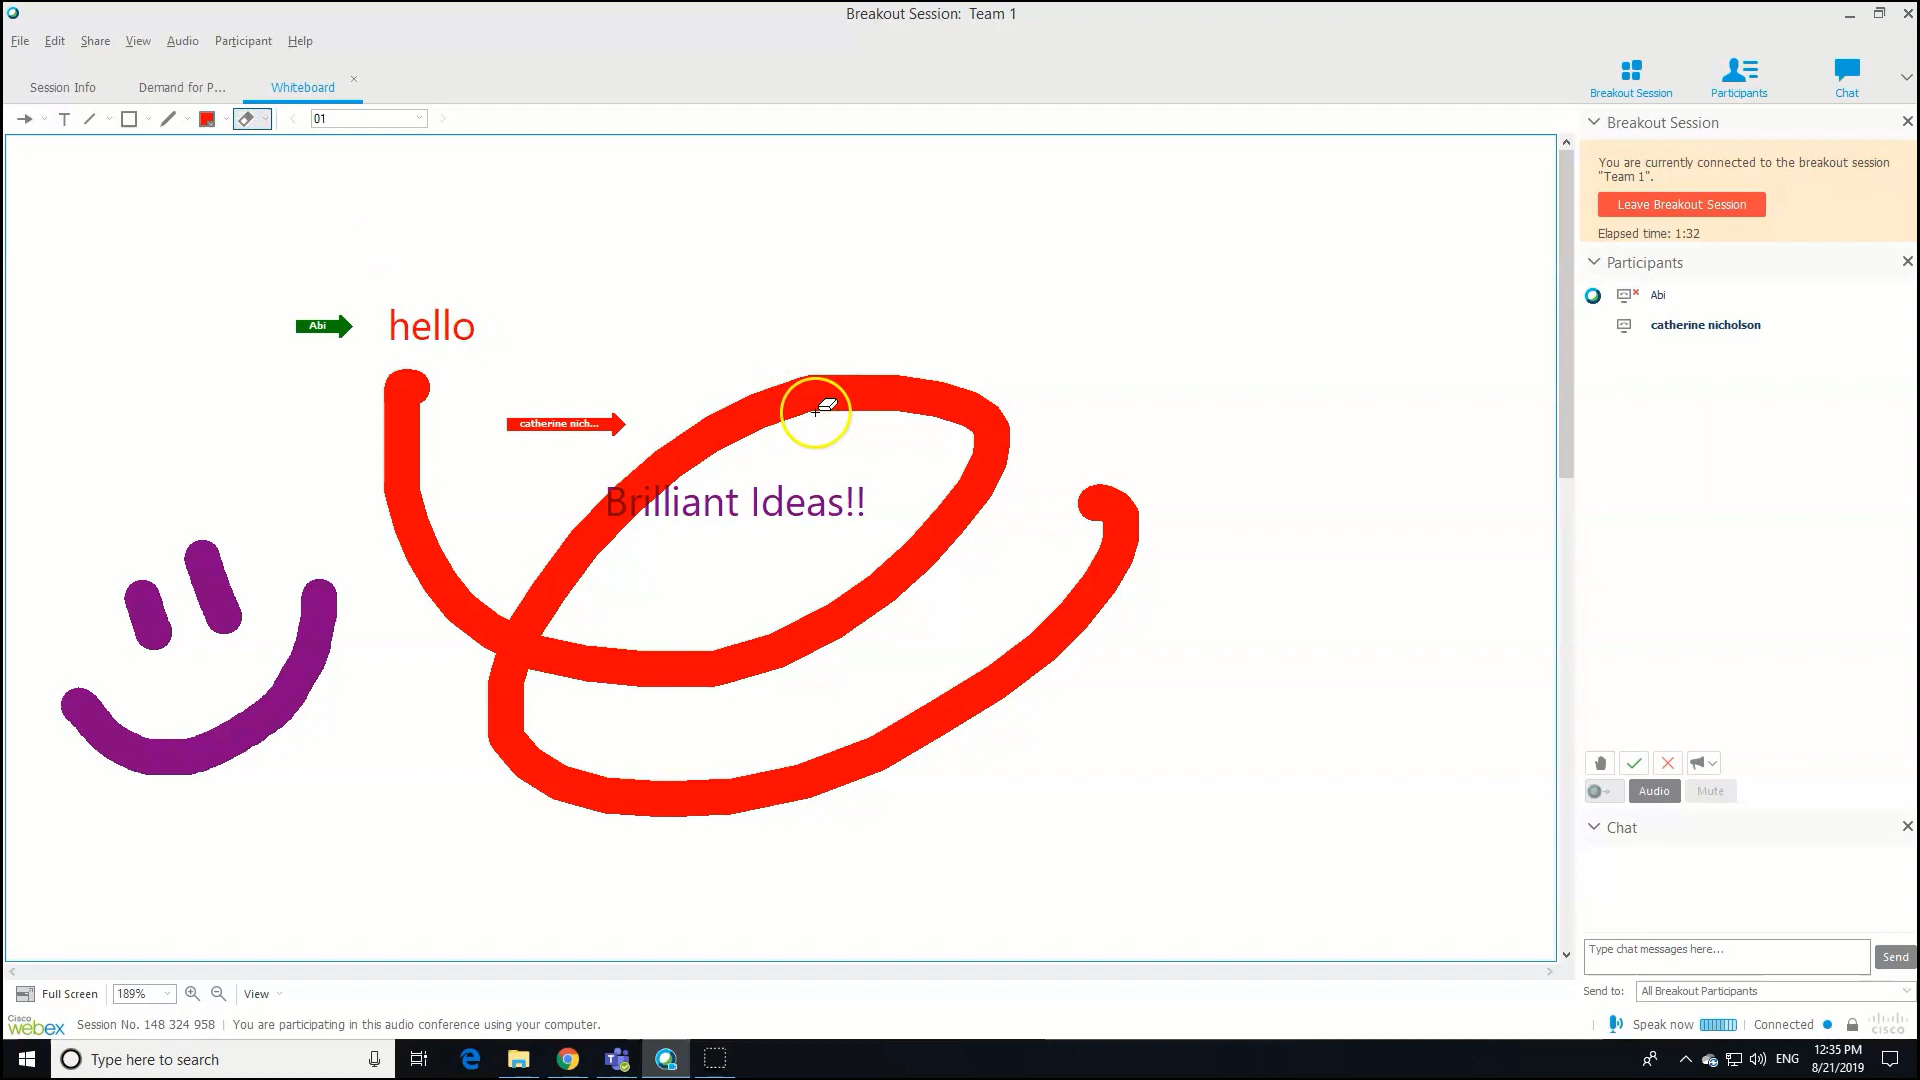 Breakout Session: Team 1
File Edit Share View Audio Participant Help
Session Info Demand for P... Whiteboard
Breakout Session Participants Chat
T 01
Breakout Session
You are currently connected to the breakout session
"Team 1".
Leave Breakout Session
Elapsed time: 1:32
Participants
Abi
catherine nicholson
Abi hello
catherine nich...
Brilliant Ideas!!
Audio Mute
Chat
Type chat messages here...
Send
Send to: All Breakout Participants
Full Screen 189% View
Cisco
webex Session No. 148 324 958 | You are participating in this audio conference using your computer.
Speak now Connected
cisco
Type here to search
ENG
12:35 PM
8/21/2019